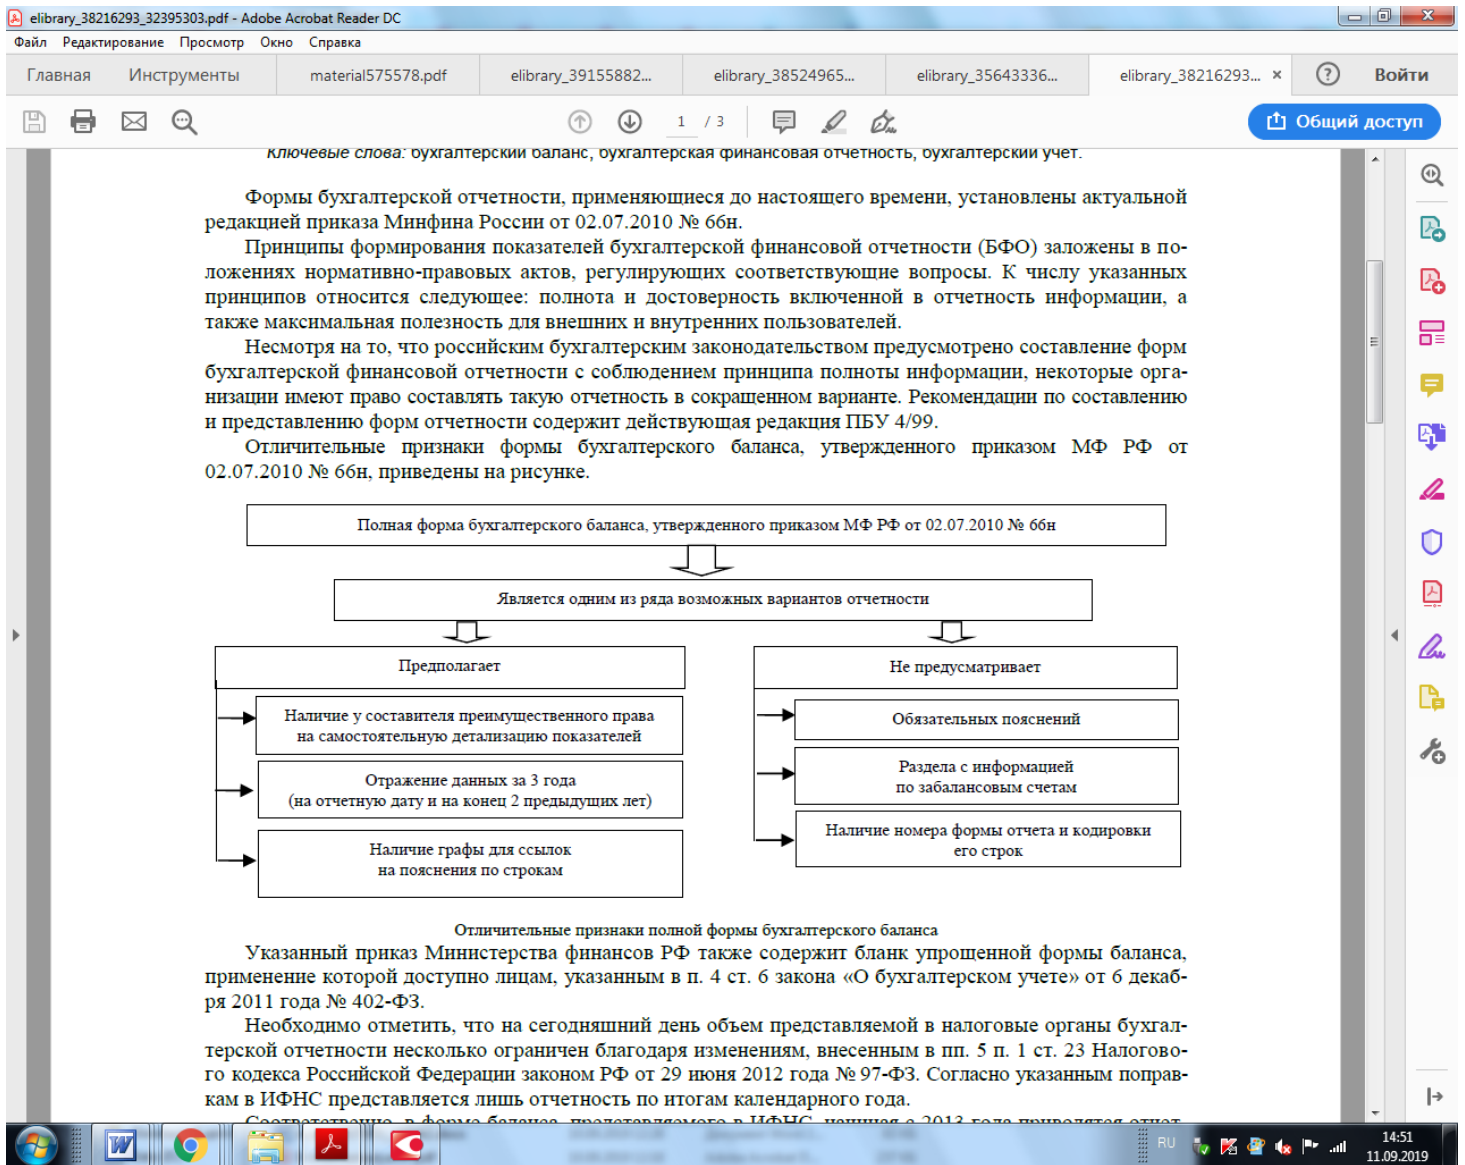 elibrary_38216293_32395303.pdf - Adobe Acrobat Reader DC
Файл Редактирование Просмотр Окно Справка
Главная Инструменты material575578.pdf elibrary_39155882... elibrary_38524965... elibrary_35643336... elibrary_38216293... × ? Войти
1 / 3 Общий доступ
Ключевые слова: бухгалтерский баланс, бухгалтерская финансовая отчетность, бухгалтерский учет.
Формы бухгалтерской отчетности, применяющиеся до настоящего времени, установлены актуальной
редакцией приказа Минфина России от 02.07.2010 № 66н.
Принципы формирования показателей бухгалтерской финансовой отчетности (БФО) заложены в по-
ложениях нормативно-правовых актов, регулирующих соответствующие вопросы. К числу указанных
принципов относится следующее: полнота и достоверность включенной в отчетность информации, а
также максимальная полезность для внешних и внутренних пользователей.
Несмотря на то, что российским бухгалтерским законодательством предусмотрено составление форм
бухгалтерской финансовой отчетности с соблюдением принципа полноты информации, некоторые орга-
низации имеют право составлять такую отчетность в сокращенном варианте. Рекомендации по составлению
и представлению форм отчетности содержит действующая редакция ПБУ 4/99.
Отличительные признаки формы бухгалтерского баланса, утвержденного приказом МФ РФ от
02.07.2010 № 66н, приведены на рисунке.
Полная форма бухгалтерского баланса, утвержденного приказом МФ РФ от 02.07.2010 № 66н
Является одним из ряда возможных вариантов отчетности
Предполагает
Наличие у составителя преимущественного права
на самостоятельную детализацию показателей
Отражение данных за 3 года
(на отчетную дату и на конец 2 предыдущих лет)
Наличие графы для ссылок
на пояснения по строкам
Не предусматривает
Обязательных пояснений
Раздела с информацией
по забалансовым счетам
Наличие номера формы отчета и кодировки
его строк
Отличительные признаки полной формы бухгалтерского баланса
Указанный приказ Министерства финансов РФ также содержит бланк упрощенной формы баланса,
применение которой доступно лицам, указанным в п. 4 ст. 6 закона «О бухгалтерском учете» от 6 декаб-
ря 2011 года № 402-ФЗ.
Необходимо отметить, что на сегодняшний день объем представляемой в налоговые органы бухгал-
терской отчетности несколько ограничен благодаря изменениям, внесенным в пп. 5 п. 1 ст. 23 Налогово-
го кодекса Российской Федерации законом РФ от 29 июня 2012 года № 97-ФЗ. Согласно указанным поправ-
кам в ИФНС представляется лишь отчетность по итогам календарного года.
Соответственно, в форме баланса, представляемого в ИФНС, начиная с 2013 года приводятся отчет-
RU 14:51
11.09.2019